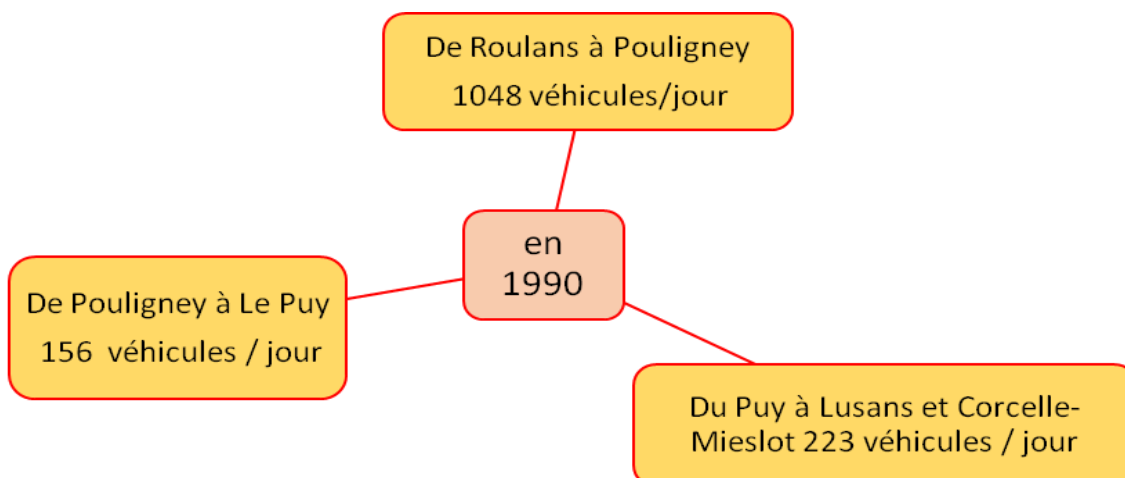 De Roulans à Pouligney
1048 véhicules/jour
en
1990
De Pouligney à Le Puy
156 véhicules / jour
Du Puy à Lusans et Corcelle-
Mieslot 223 véhicules / jour